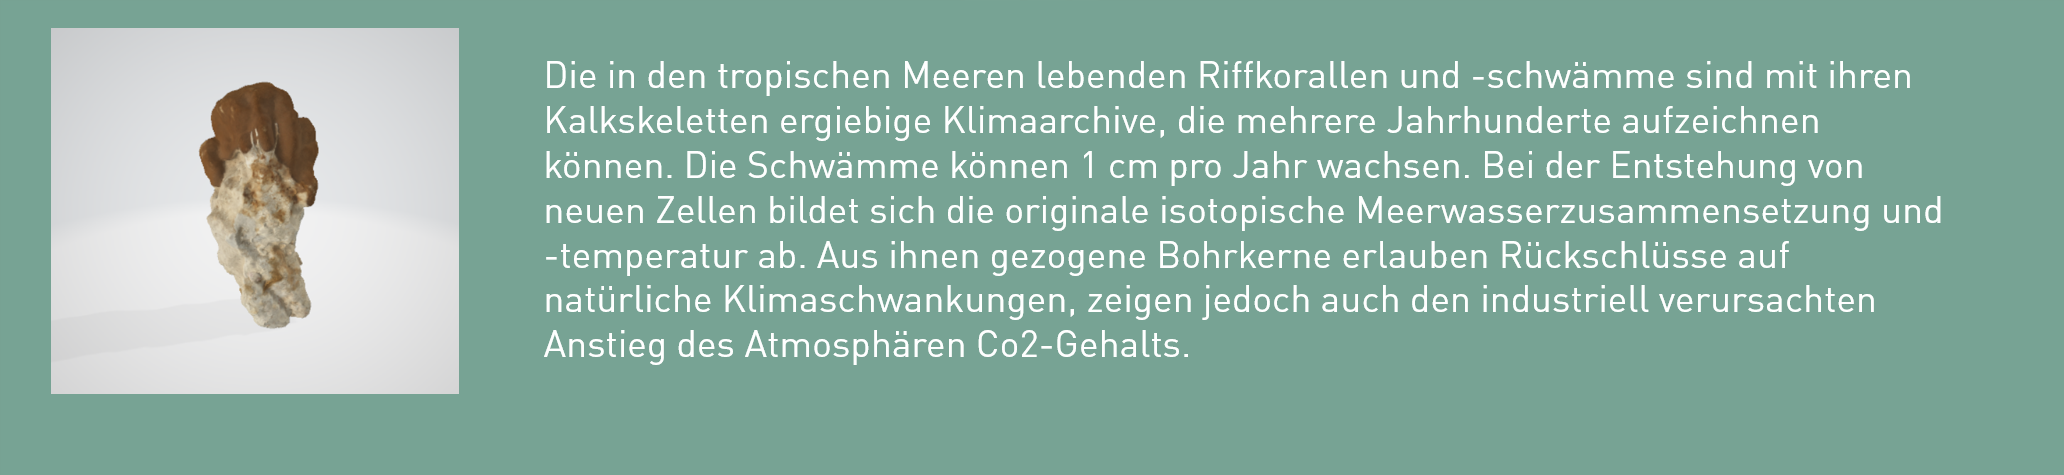 Die in den tropischen Meeren lebenden Riffkorallen und -schwämme sind mit ihren
Kalkskeletten ergiebige Klimaarchive, die mehrere Jahrhunderte aufzeichnen
können. Die Schwämme können 1 cm pro Jahr wachsen. Bei der Entstehung von
neuen Zellen bildet sich die originale isotopische Meerwasserzusammensetzung und
-temperatur ab. Aus ihnen gezogene Bohrkerne erlauben Rückschlüsse auf
natürliche Klimaschwankungen, zeigen jedoch auch den industriell verursachten
Anstieg des Atmosphären Co2-Gehalts.